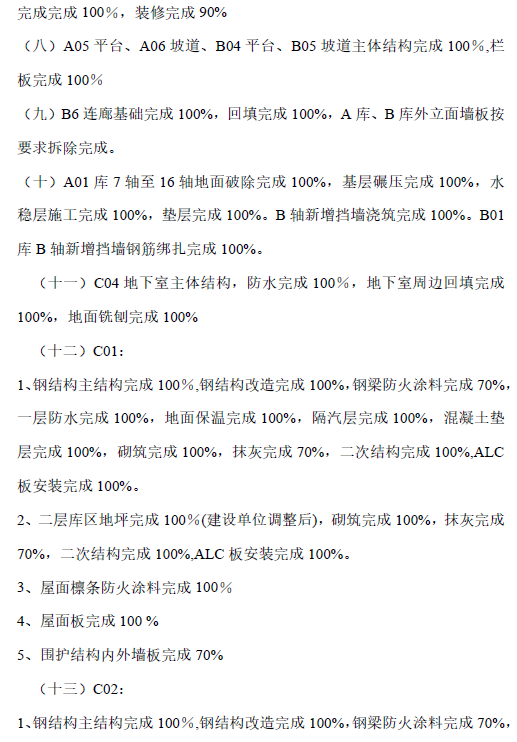 完成完成 100%，装修完成 90%
（八）A05 平台、A06 坡道、B04 平台、B05 坡道主体结构完成 100%,栏
板完成 100%
（九）B6 连廊基础完成 100%，回填完成 100%，A 库、B 库外立面墙板按
要求拆除完成。
（十）A01 库 7 轴至 16 轴地面破除完成 100%，基层碾压完成 100%，水
稳层施工完成 100%，垫层完成 100%。B 轴新增挡墙浇筑完成 100%。B01
库 B 轴新增挡墙钢筋绑扎完成 100%。
（十一）C04 地下室主体结构，防水完成 100%，地下室周边回填完成
100%，地面铣刨完成 100%
（十二）C01：
1、钢结构主结构完成 100%,钢结构改造完成 100%，钢梁防火涂料完成 70%，
一层防水完成 100%，地面保温完成 100%，隔汽层完成 100%，混凝土垫
层完成 100%，砌筑完成 100%，抹灰完成 70%，二次结构完成 100%,ALC
板安装完成 100%。
2、二层库区地坪完成 100%(建设单位调整后)，砌筑完成 100%，抹灰完成
70%，二次结构完成 100%,ALC 板安装完成 100%。
3、屋面檩条防火涂料完成 100%
4、屋面板完成 100 %
5、围护结构内外墙板完成 70%
（十三）C02：
1、钢结构主结构完成 100%,钢结构改造完成 100%，钢梁防火涂料完成 70%，